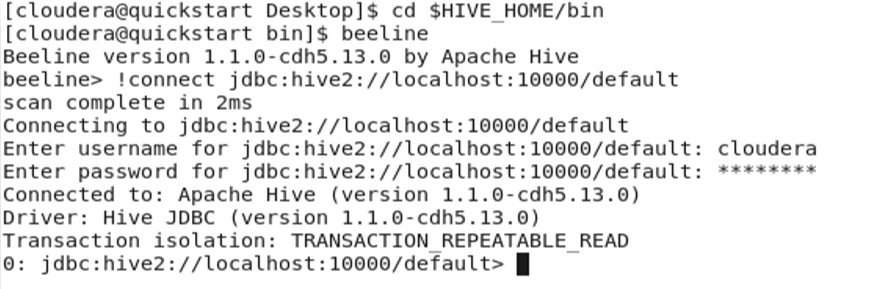 [cloudera@quickstart Desktop]$ cd $HIVE_HOME/bin
[cloudera@quickstart bin]$ beeline
Beeline version 1.1.0-cdh5.13.0 by Apache Hive
beeline> !connect jdbc:hive2://localhost:10000/default
scan complete in 2ms
Connecting to jdbc:hive2://localhost:10000/default
Enter username for jdbc:hive2://localhost:10000/default: cloudera
Enter password for jdbc:hive2://localhost:10000/default: ********
Connected to: Apache Hive (version 1.1.0-cdh5.13.0)
Driver: Hive JDBC (version 1.1.0-cdh5.13.0)
Transaction isolation: TRANSACTION_REPEATABLE_READ
0: jdbc:hive2://localhost:10000/default>